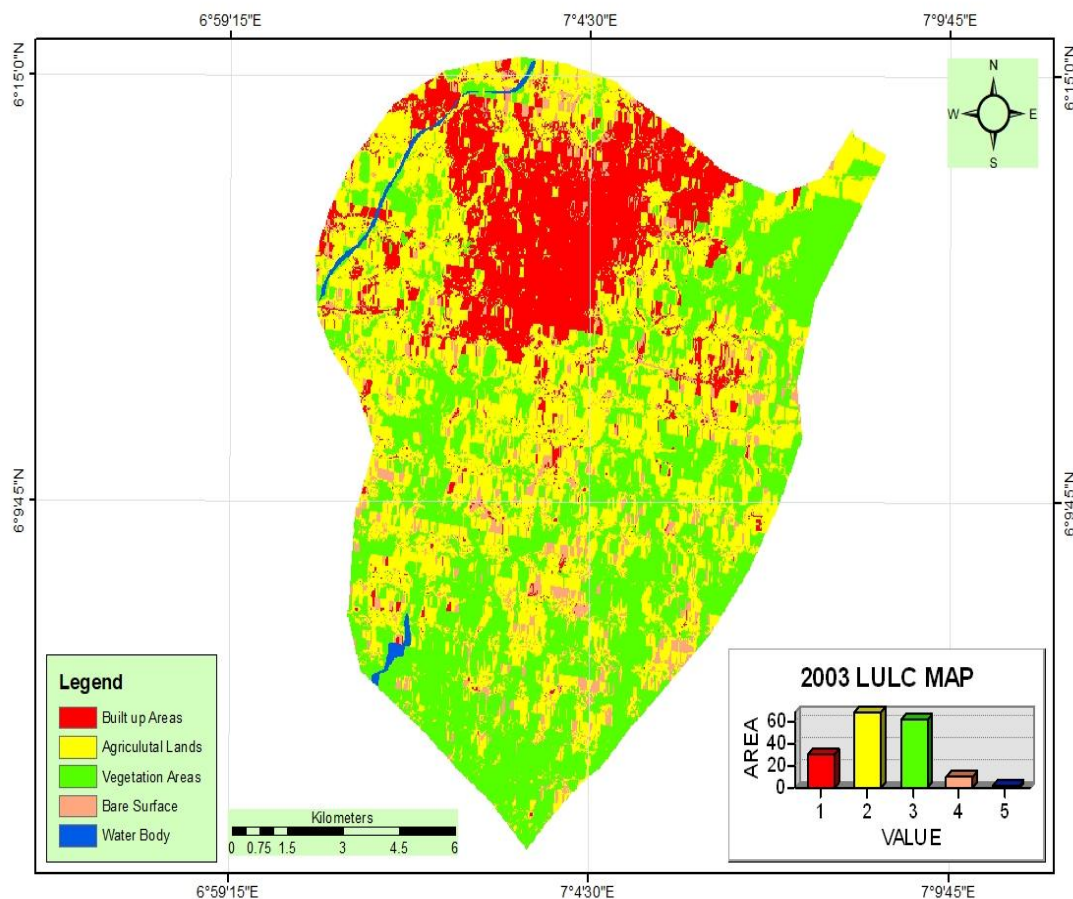 6°59'15"E 7°4'30"E 7°9'45"E
6°15'0"N 6°15'0"N
N
W E
S
6°9'45"N 6°9'45"N
Legend
Built up Areas
Agriculutal Lands
Vegetation Areas
Bare Surface
Water Body
Kilometers
0 0.75 1.5 3 4.5 6
2003 LULC MAP
AREA
60
40
20
0
1 2 3 4 5
VALUE
6°59'15"E 7°4'30"E 7°9'45"E